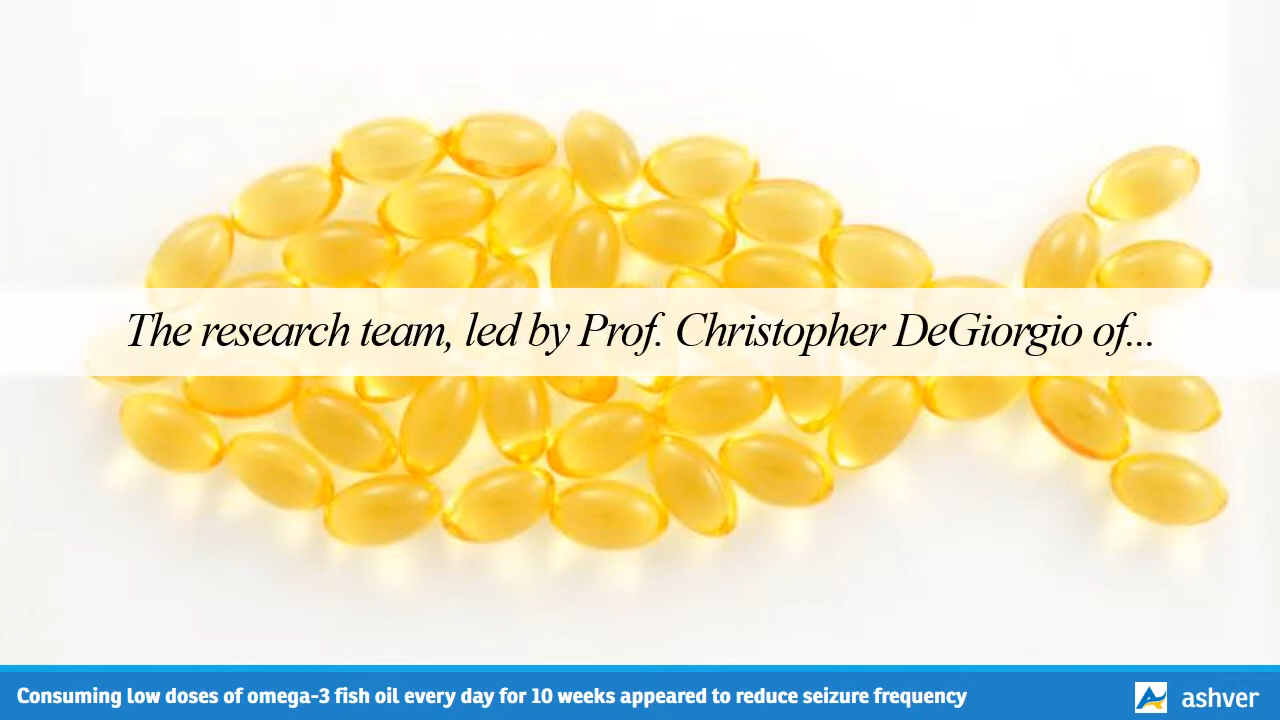 The research team, led by Prof. Christopher DeGiorgio of...
Consuming low doses of omega-3 fish oil every day for 10 weeks appeared to reduce seizure frequency
ashver